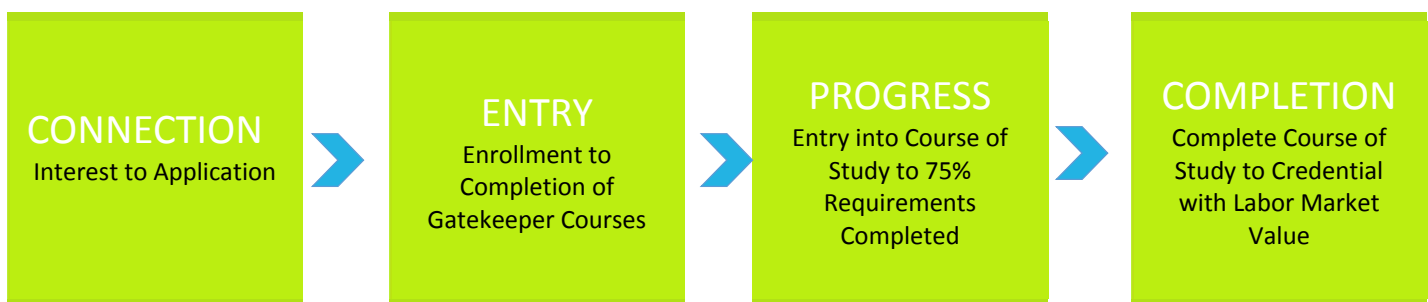 CONNECTION
Interest to Application
ENTRY
Enrollment to
Completion of
Gatekeeper Courses
PROGRESS
Entry into Course of
Study to 75%
Requirements
Completed
COMPLETION
Complete Course of
Study to Credential
with Labor Market
Value